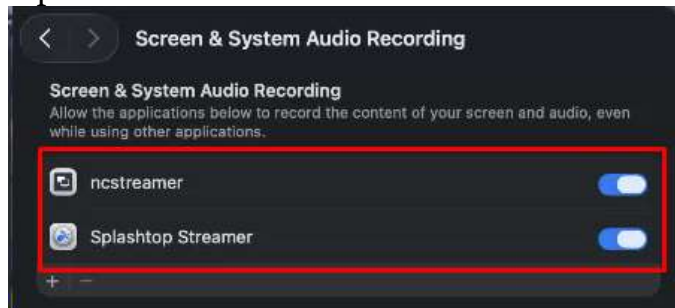 Screen & System Audio Recording
Screen & System Audio Recording
Allow the applications below to record the content of your screen and audio, even
while using other applications.
ncstreamer
Splashtop Streamer
+ −